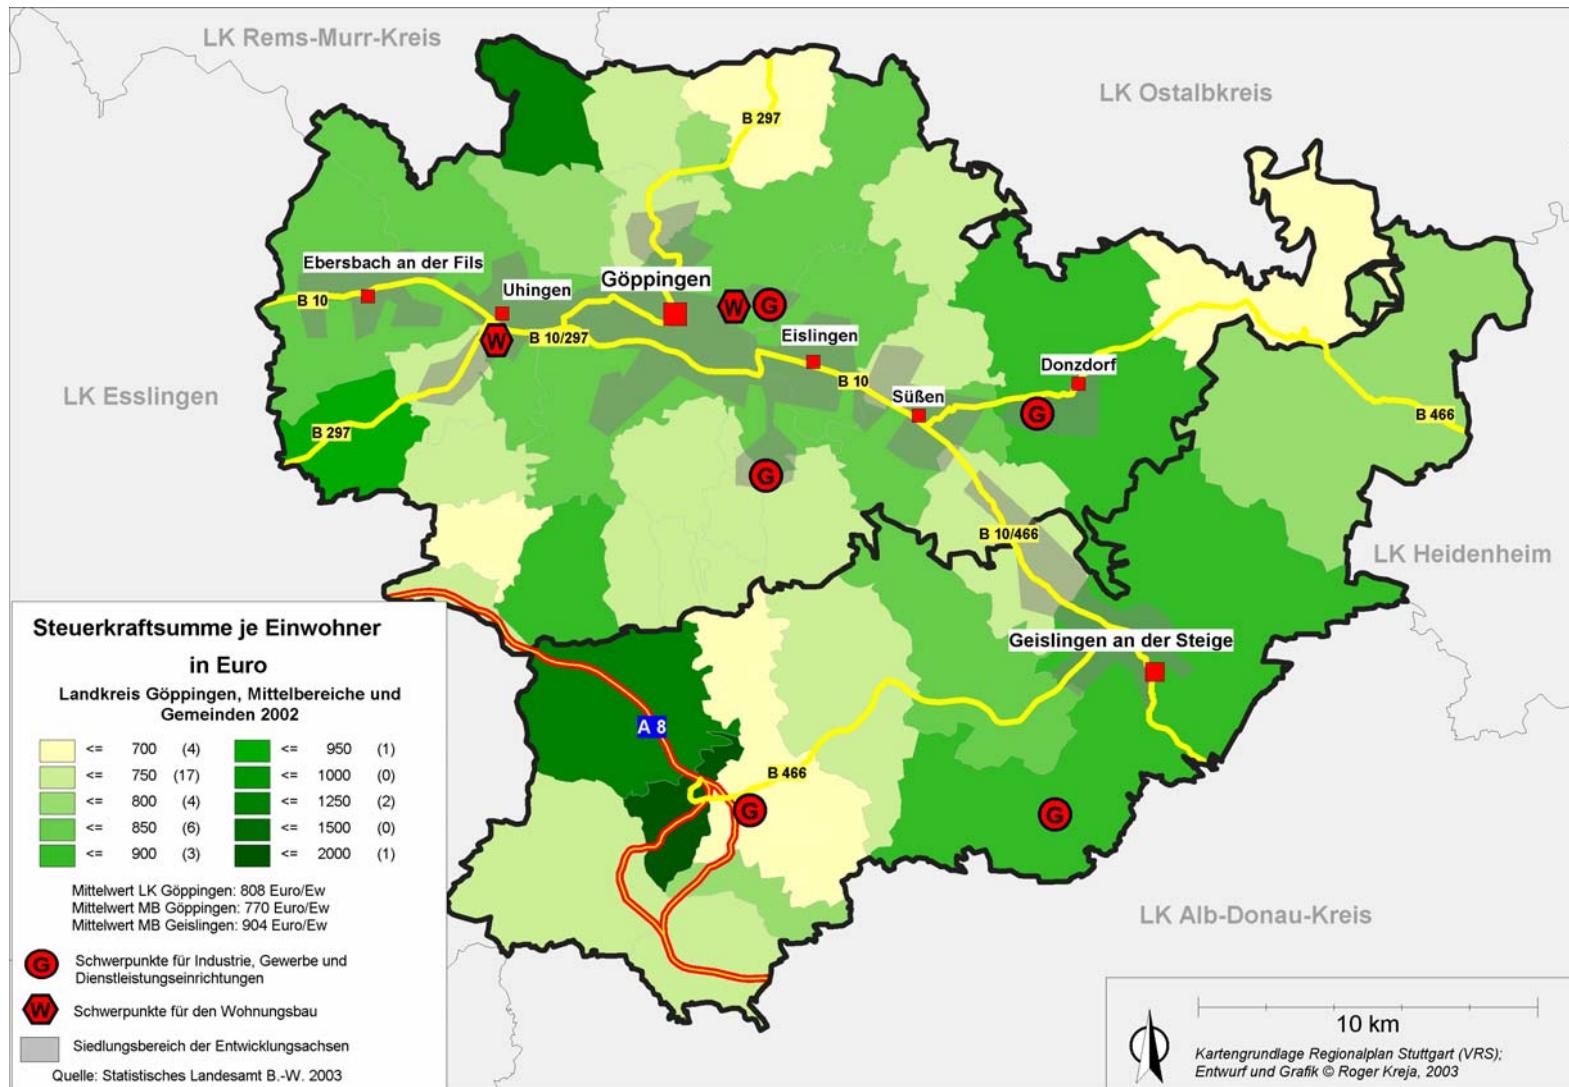 LK Rems-Murr-Kreis
LK Ostalbkreis
B 297
Ebersbach an der Fils
Göppingen
Uhingen
B 10
W
G
W
B 10/297
Eislingen
Donzdorf
B 10
Süßen
LK Esslingen
G
B 466
B 297
G
B 10/466
LK Heidenheim
Geislingen an der Steige
A 8
B 466
G
G
LK Alb-Donau-Kreis
Steuerkraftsumme je Einwohner
in Euro
Landkreis Göppingen, Mittelbereiche und
Gemeinden 2002
<= 700 (4) <= 950 (1)
<= 750 (17) <= 1000 (0)
<= 800 (4) <= 1250 (2)
<= 850 (6) <= 1500 (0)
<= 900 (3) <= 2000 (1)
Mittelwert LK Göppingen: 808 Euro/Ew
Mittelwert MB Göppingen: 770 Euro/Ew
Mittelwert MB Geislingen: 904 Euro/Ew
G Schwerpunkte für Industrie, Gewerbe und
Dienstleistungseinrichtungen
W Schwerpunkte für den Wohnungsbau
Siedlungsbereich der Entwicklungsachsen
Quelle: Statistisches Landesamt B.-W. 2003
10 km
Kartengrundlage Regionalplan Stuttgart (VRS);
Entwurf und Grafik © Roger Kreja, 2003